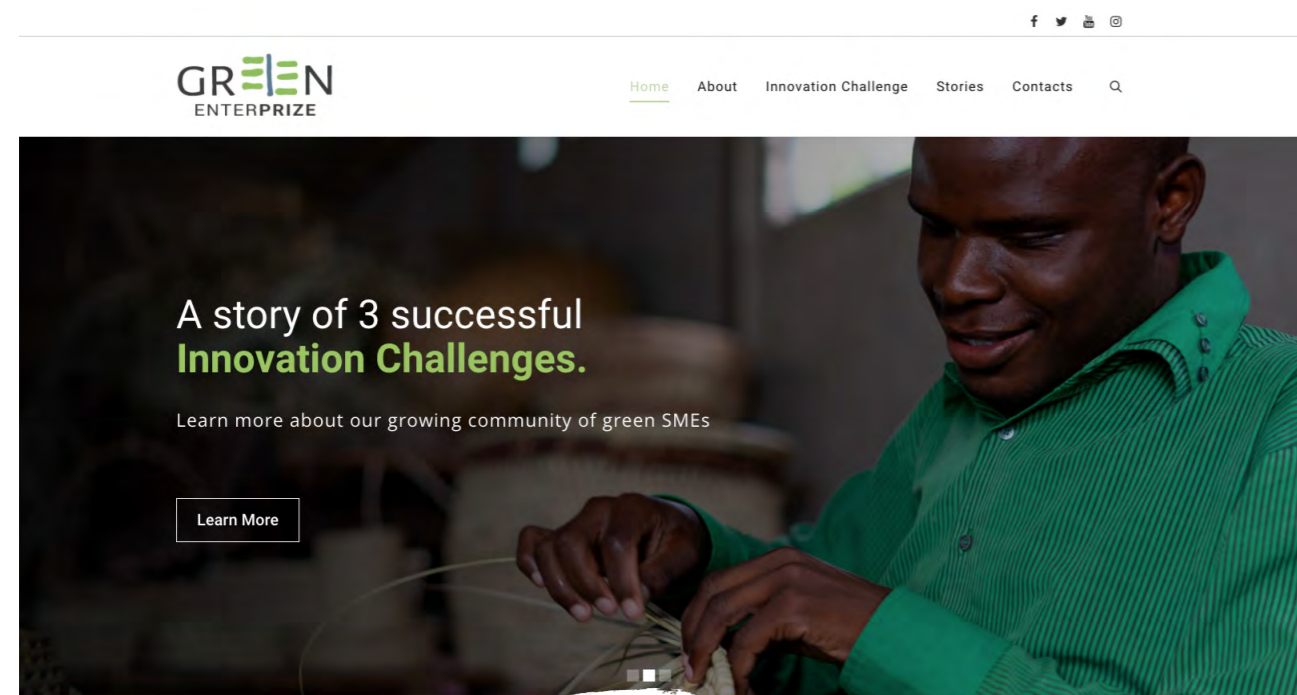 GREEN
ENTERPRIZE
Home About Innovation Challenge Stories Contacts
A story of 3 successful
Innovation Challenges.
Learn more about our growing community of green SMEs
Learn More